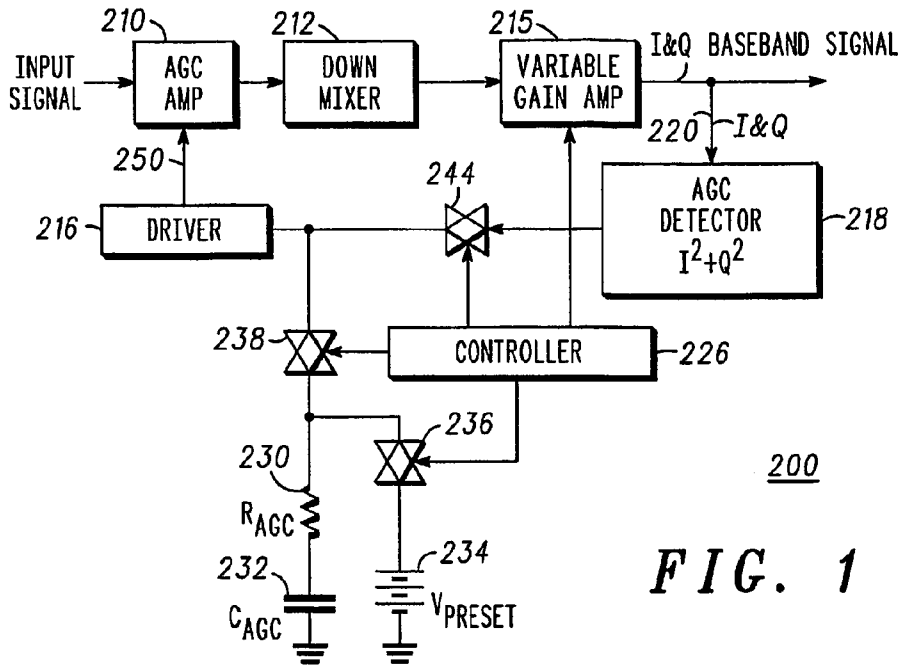 210
212
215
INPUT
SIGNAL
AGC
AMP
DOWN
MIXER
VARIABLE
GAIN AMP
I&Q BASEBAND SIGNAL
220
I&Q
250
244
216
DRIVER
AGC
DETECTOR
I²+Q²
218
238
CONTROLLER
226
236
230
R_AGC
200
232
C_AGC
234
V_PRESET
FIG. 1